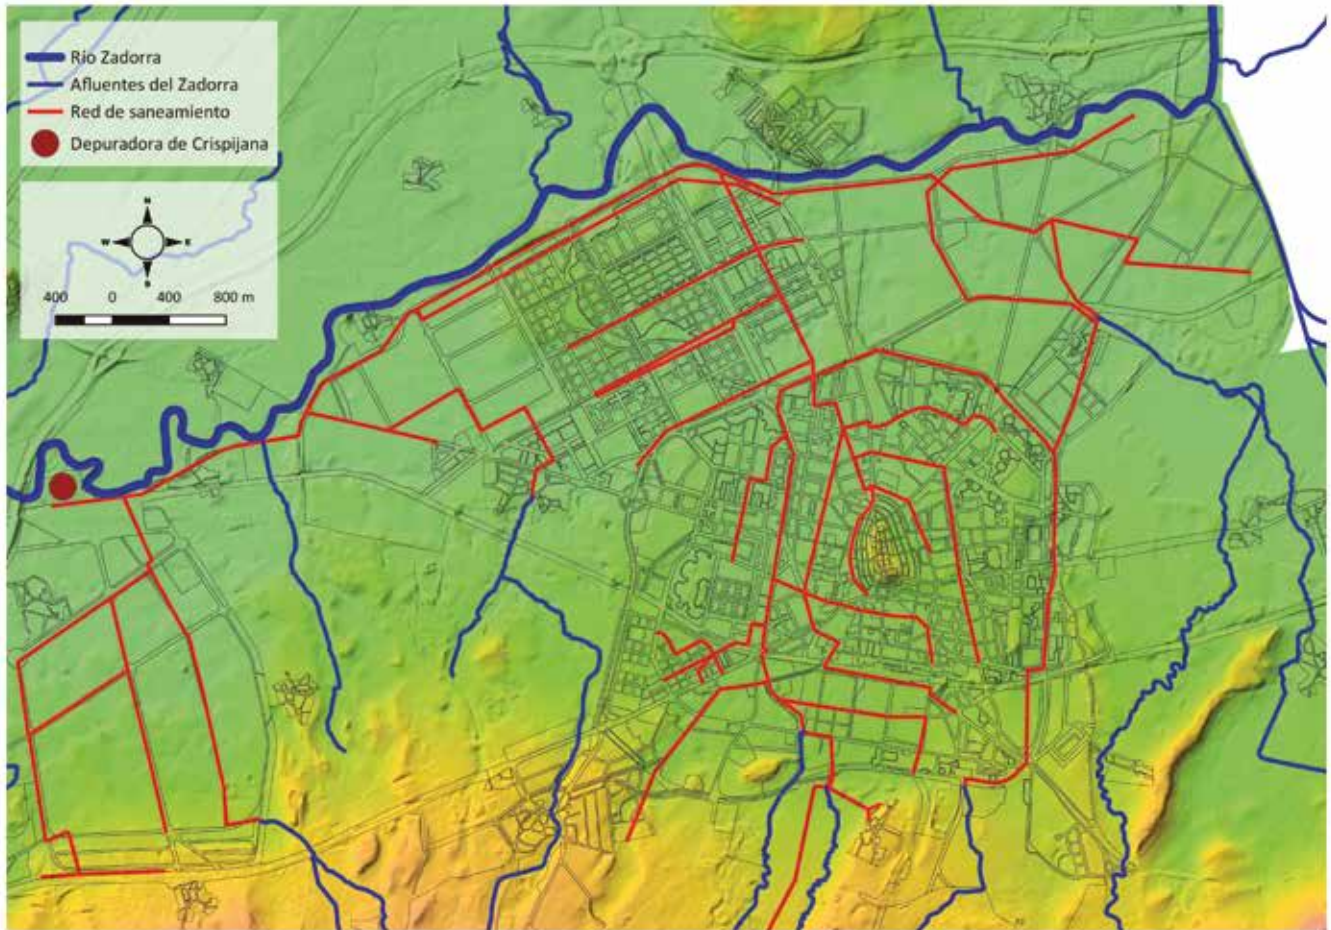 Río Zadorra
Afluentes del Zadorra
Red de saneamiento
Depuradora de Crispijana
N
W E
S
400 0 400 800 m